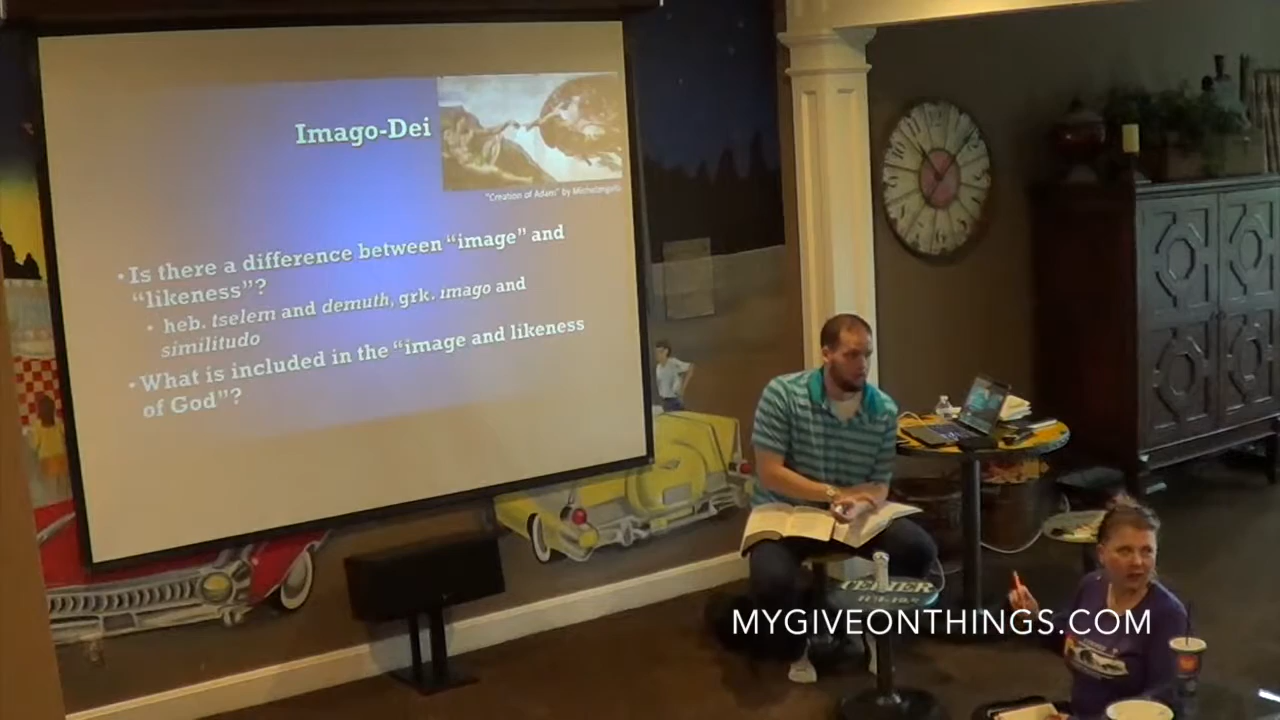 Imago-Dei
"Creation of Adam" by Michelangelo
• Is there a difference between "image" and
"likeness"?
• heb. tselem and demuth, grk. imago and
similitudo
• What is included in the "image and likeness
of God"?
MYGIVEONTHINGS.COM